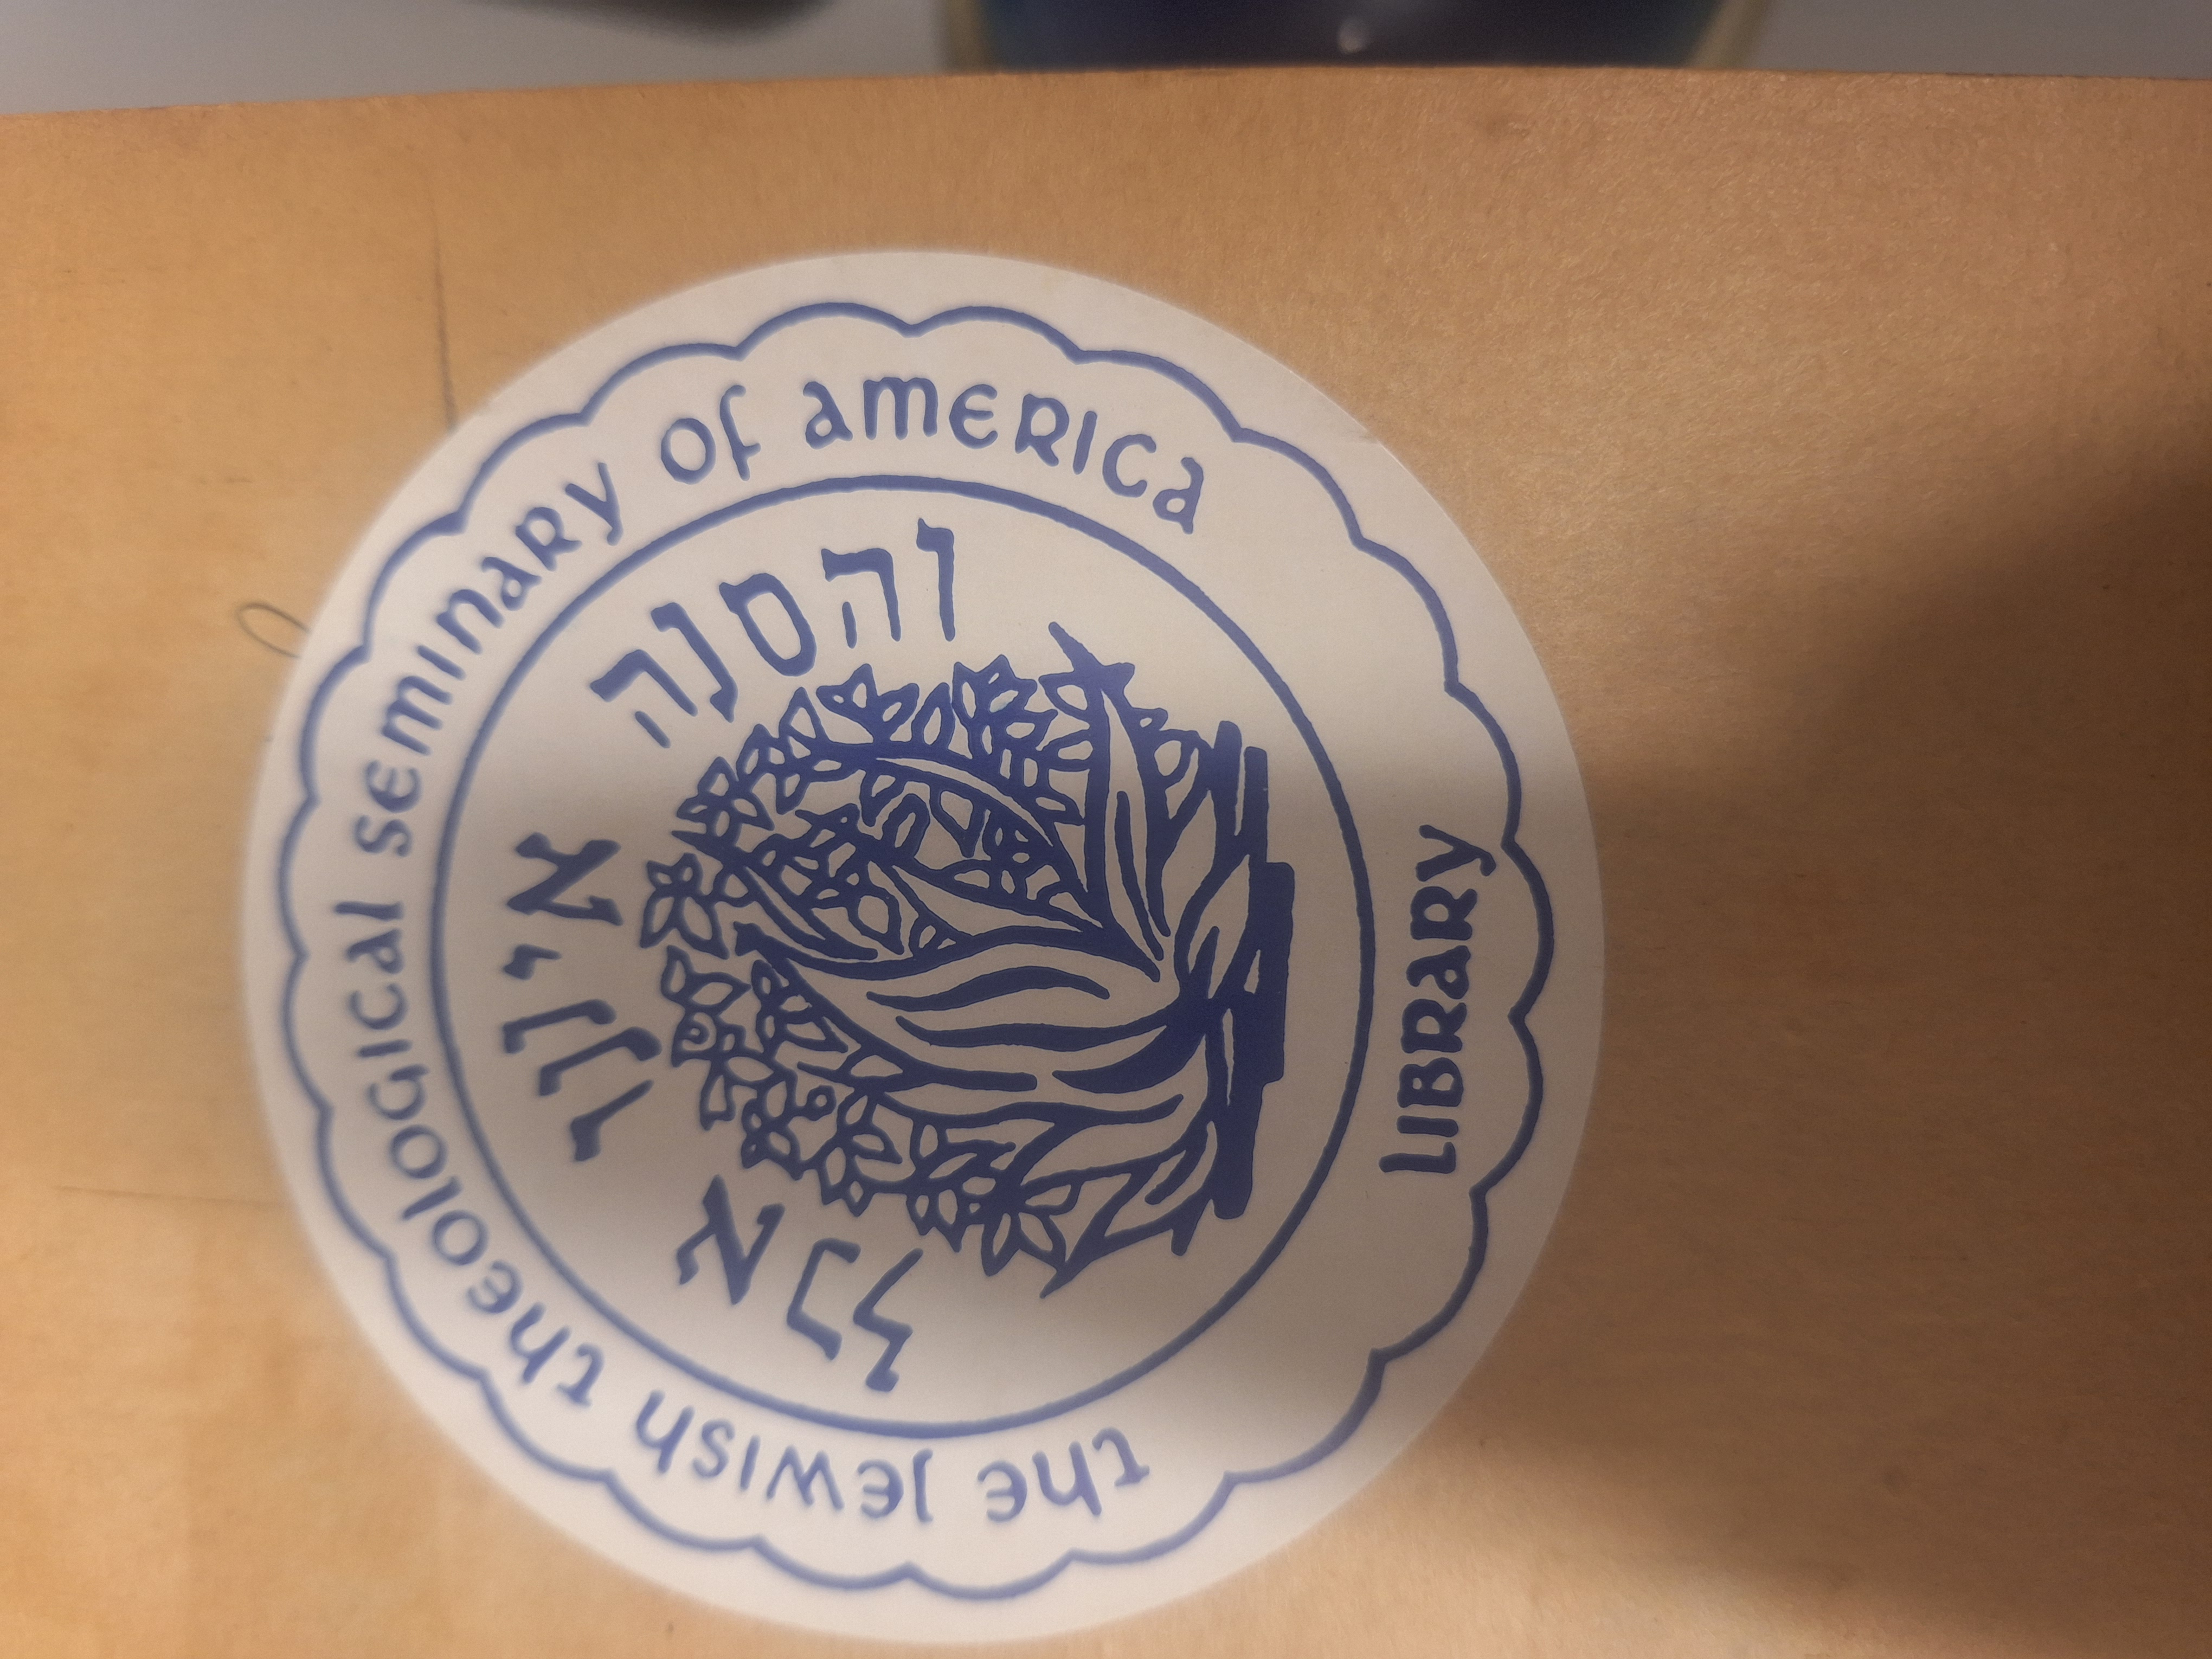 the jewish theological seminary of america
והסנה איננו אכל
LIBRARY